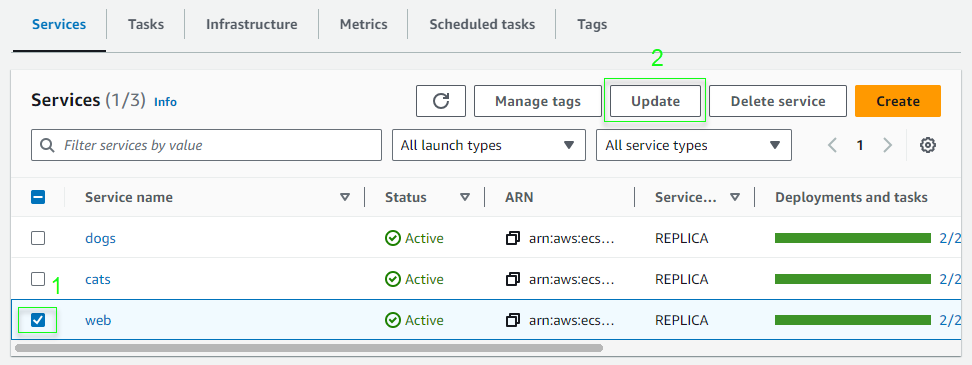 Services Tasks Infrastructure Metrics Scheduled tasks Tags
2
Services (1/3) Info Manage tags Update Delete service Create
Filter services by value All launch types All service types 1
Service name Status ARN Service... Deployments and tasks
dogs Active arn:aws:ecs... REPLICA 2/2
cats Active arn:aws:ecs... REPLICA 2/2
1
web Active arn:aws:ecs... REPLICA 2/2